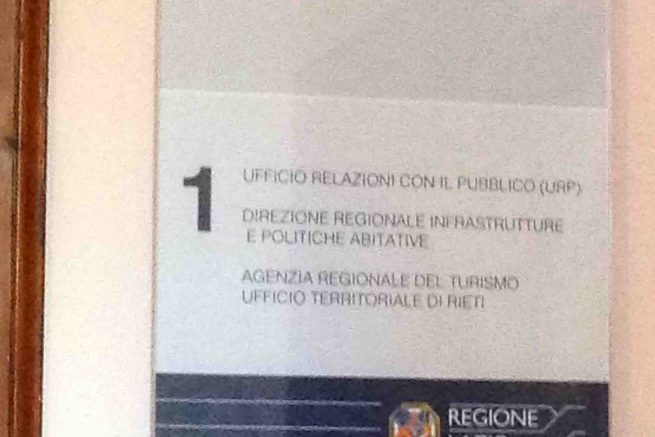 1
UFFICIO RELAZIONI CON IL PUBBLICO (URP)
DIREZIONE REGIONALE INFRASTRUTTURE
E POLITICHE ABITATIVE
AGENZIA REGIONALE DEL TURISMO
UFFICIO TERRITORIALE DI RIETI
REGIONE